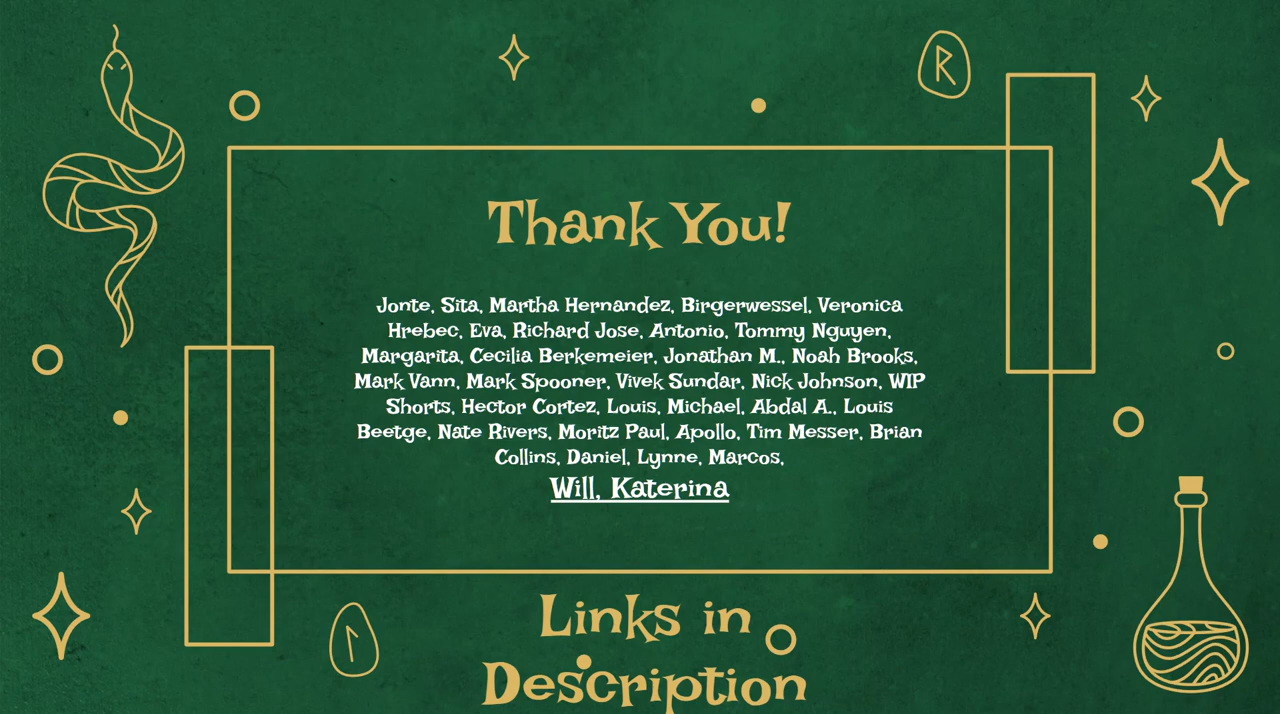 Thank You!
Jonte, Sita, Martha Hernandez, Birgerwessel, Veronica
Hrebec, Eva, Richard Jose, Antonio, Tommy Nguyen,
Margarita, Cecilia Berkemeier, Jonathan M., Noah Brooks,
Mark Vann, Mark Spooner, Vivek Sundar, Nick Johnson, WIP
Shorts, Hector Cortez, Louis, Michael, Abdal A., Louis
Beetge, Nate Rivers, Moritz Paul, Apollo, Tim Messer, Brian
Collins, Daniel, Lynne, Marcos,
Will, Katerina
Links in
Description
ᚱ
ᛚ